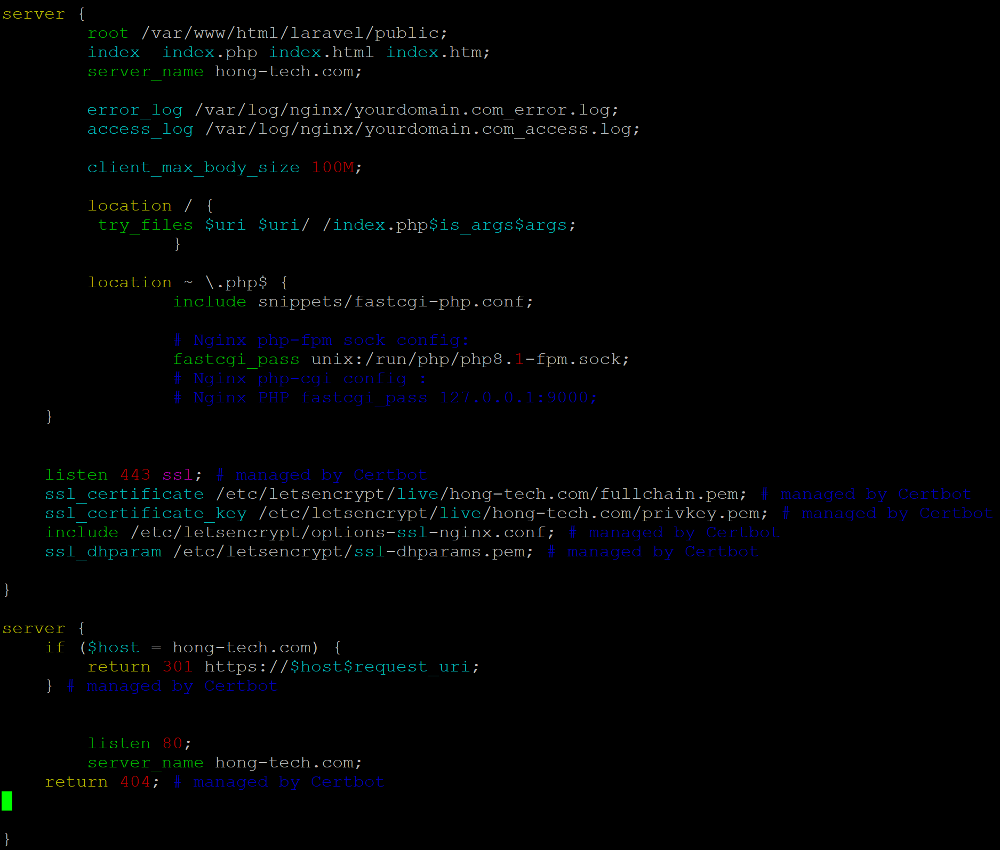 server {
root /var/www/html/laravel/public;
index  index.php index.html index.htm;
server_name hong-tech.com;
error_log /var/log/nginx/yourdomain.com_error.log;
access_log /var/log/nginx/yourdomain.com_access.log;
client_max_body_size 100M;
location / {
try_files $uri $uri/ /index.php$is_args$args;
}
location ~ \.php$ {
include snippets/fastcgi-php.conf;
# Nginx php-fpm sock config:
fastcgi_pass unix:/run/php/php8.1-fpm.sock;
# Nginx php-cgi config :
# Nginx PHP fastcgi_pass 127.0.0.1:9000;
}
listen 443 ssl; # managed by Certbot
ssl_certificate /etc/letsencrypt/live/hong-tech.com/fullchain.pem; # managed by Certbot
ssl_certificate_key /etc/letsencrypt/live/hong-tech.com/privkey.pem; # managed by Certbot
include /etc/letsencrypt/options-ssl-nginx.conf; # managed by Certbot
ssl_dhparam /etc/letsencrypt/ssl-dhparams.pem; # managed by Certbot
}
server {
if ($host = hong-tech.com) {
return 301 https://$host$request_uri;
} # managed by Certbot
listen 80;
server_name hong-tech.com;
return 404; # managed by Certbot
}